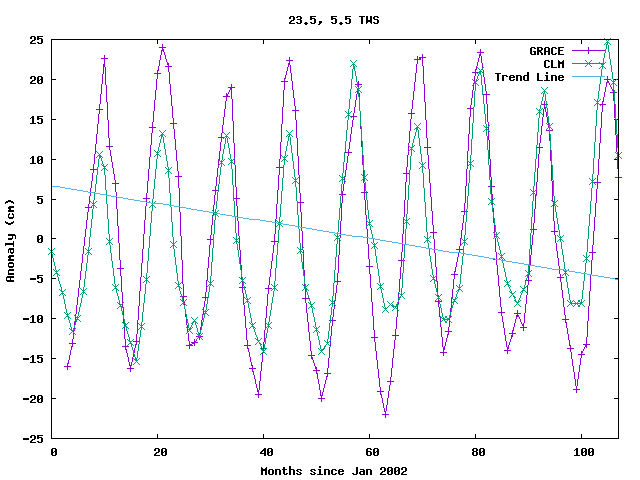 23.5, 5.5 TWS
GRACE
CLM
Trend Line
25
20
15
10
5
0
-5
-10
-15
-20
-25
Anomaly (cm)
0 20 40 60 80 100
Months since Jan 2002